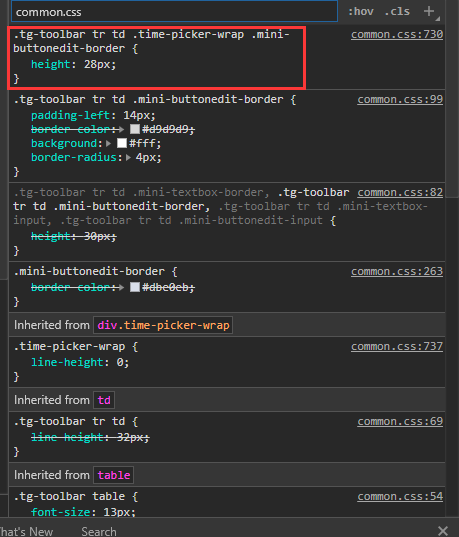 common.css
:hov .cls +
.tg-toolbar tr td .time-picker-wrap .mini- common.css:730
buttonedit-border {
height: 28px;
}
.tg-toolbar tr td .mini-buttonedit-border { common.css:99
padding-left: 14px;
border-color: #d9d9d9;
background: #fff;
border-radius: 4px;
}
.tg-toolbar tr td .mini-textbox-border, .tg-toolbar common.css:82
tr td .mini-buttonedit-border, .tg-toolbar tr td .mini-textbox-
input, .tg-toolbar tr td .mini-buttonedit-input {
height: 30px;
}
.mini-buttonedit-border { common.css:263
border-color: #dbe0eb;
}
Inherited from div.time-picker-wrap
.time-picker-wrap { common.css:737
line-height: 0;
}
Inherited from td
.tg-toolbar tr td { common.css:69
line-height: 32px;
}
Inherited from table
.tg-toolbar table { common.css:54
font-size: 13px;
hat's New Search